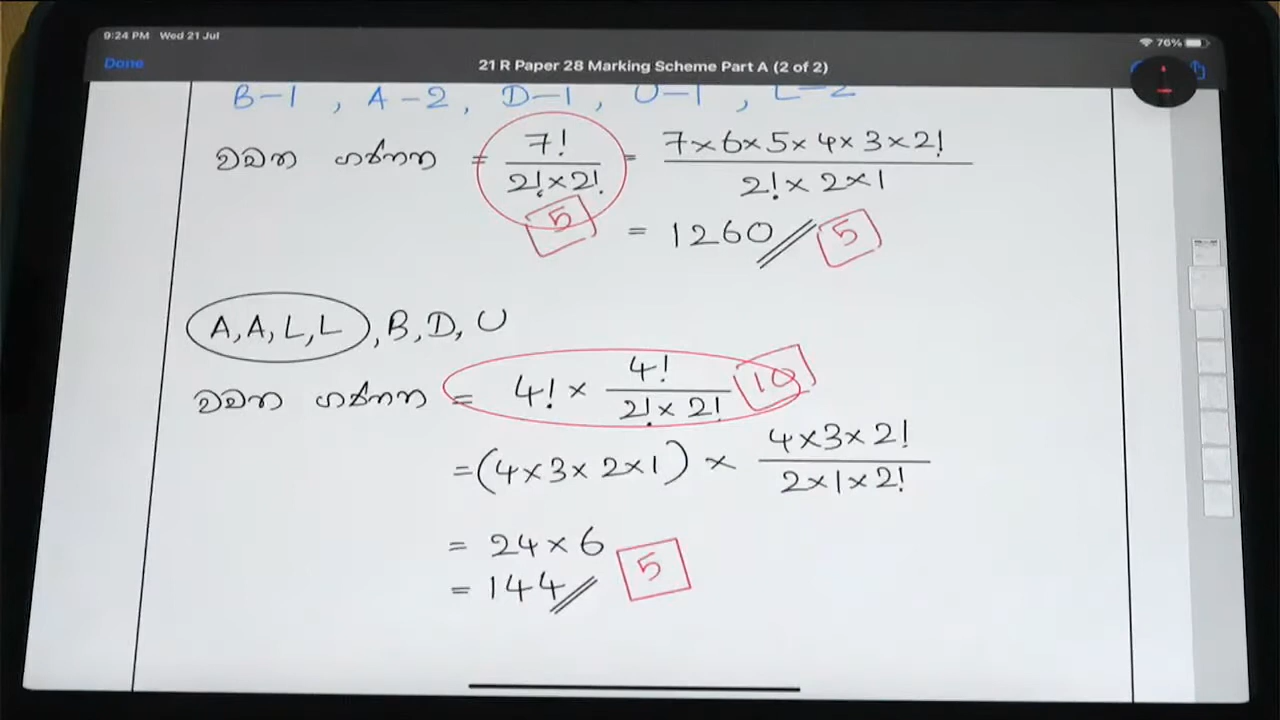 9:24 PM Wed 21 Jul
76%
Done
21 R Paper 28 Marking Scheme Part A (2 of 2)
B-1 , A-2, D-1, U-1, L-2
වචන ගණන = 7!/(2!×2!) = (7×6×5×4×3×2!)/(2!×2×1)
5
= 1260 5
A,A,L,L, B,D,U
වචන ගණන = 4! × 4!/(2!×2!) 10
=(4×3×2×1) × (4×3×2!)/(2×1×2!)
= 24×6
= 144 5